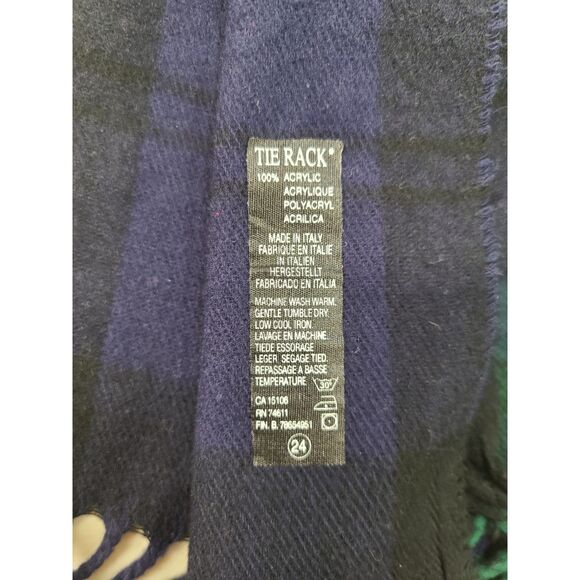 TIE RACK®
100% ACRYLIC
ACRYLIQUE
POLYACRYL
ACRILICA
MADE IN ITALY
FABRIQUE EN ITALIE
IN ITALIEN
HERGESTELLT
FABRICADO EN ITALIA
MACHINE WASH WARM.
GENTLE TUMBLE DRY.
LOW COOL IRON.
LAVAGE EN MACHINE.
TIEDE ESSORAGE
LEGER SEGAGE TIED.
REPASSAGE A BASSE
TEMPERATURE 30°
CA 15108
RN 74611
FIN. B. 78654951
24